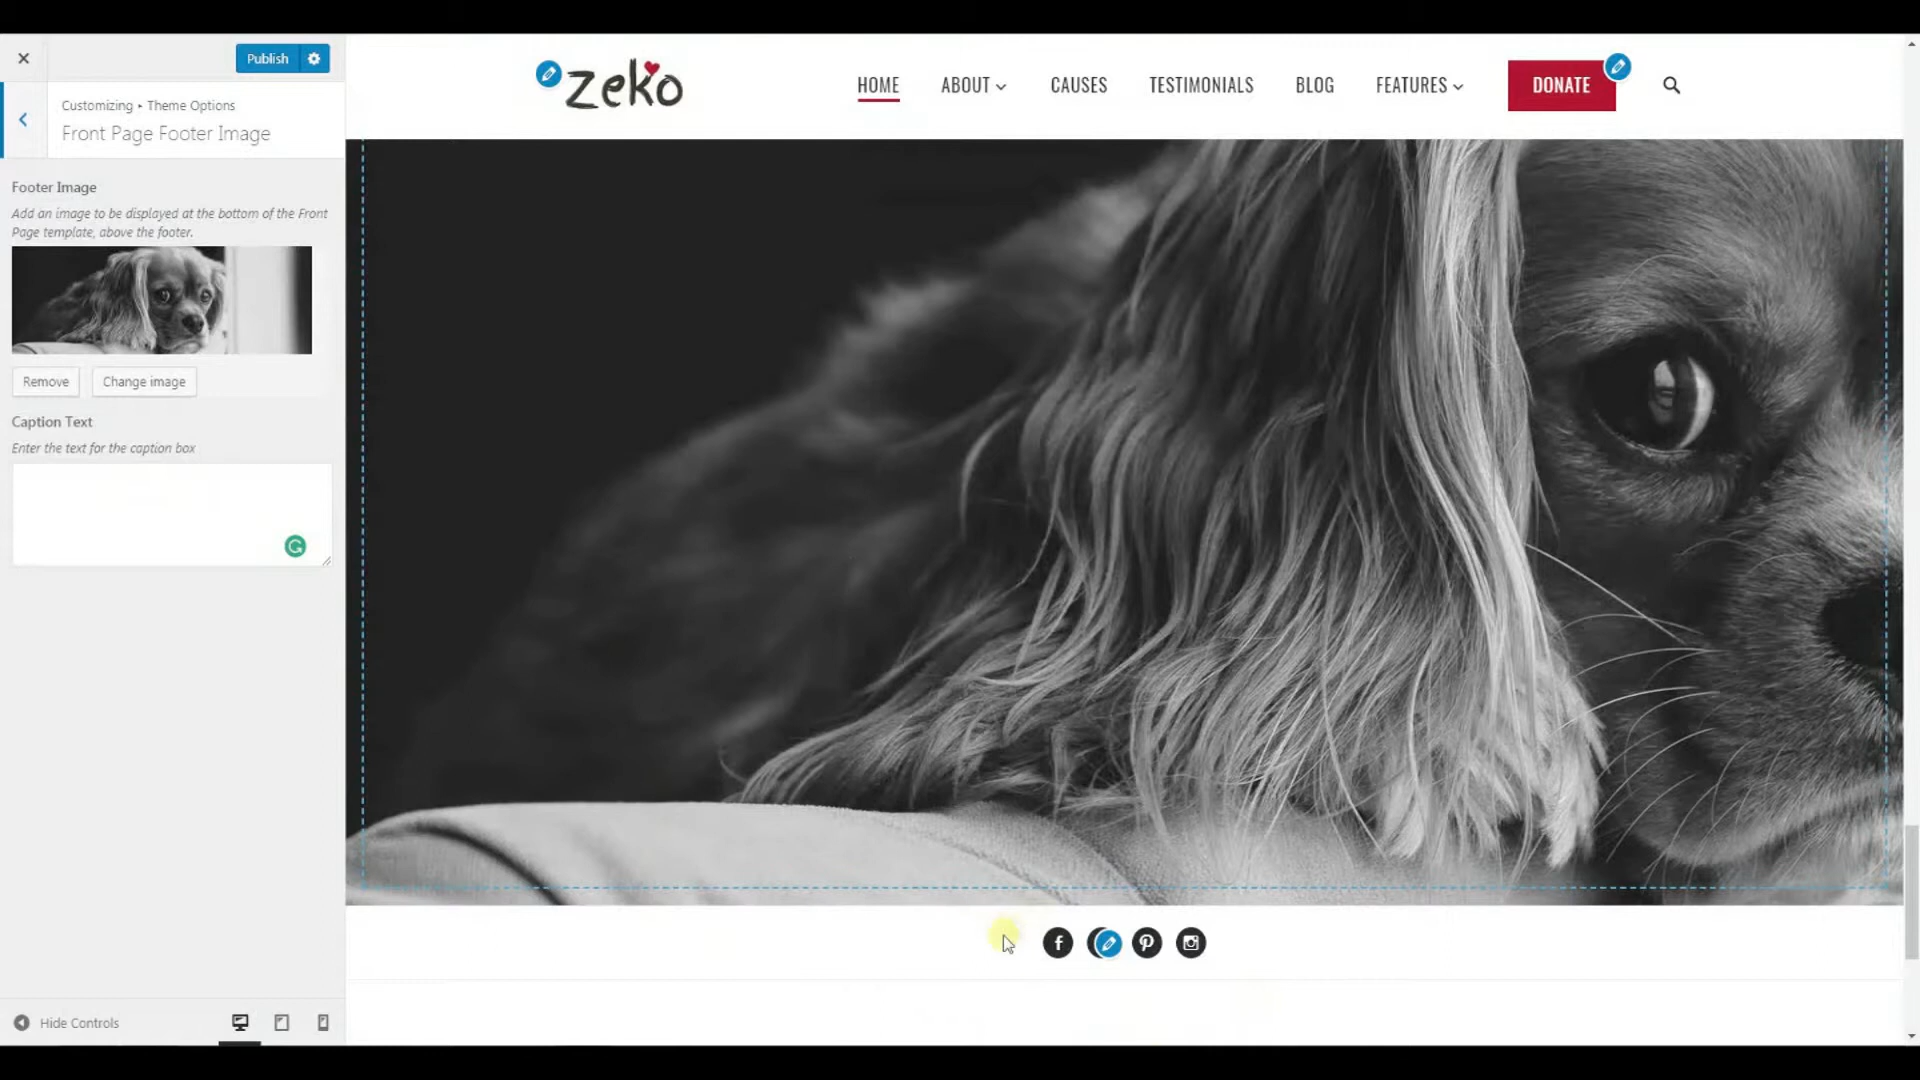 Publish
Customizing ▸ Theme Options
Front Page Footer Image
Footer Image
Add an image to be displayed at the bottom of the Front
Page template, above the footer.
Remove
Change image
Caption Text
Enter the text for the caption box
Hide Controls
zeko
HOME
ABOUT
CAUSES
TESTIMONIALS
BLOG
FEATURES
DONATE